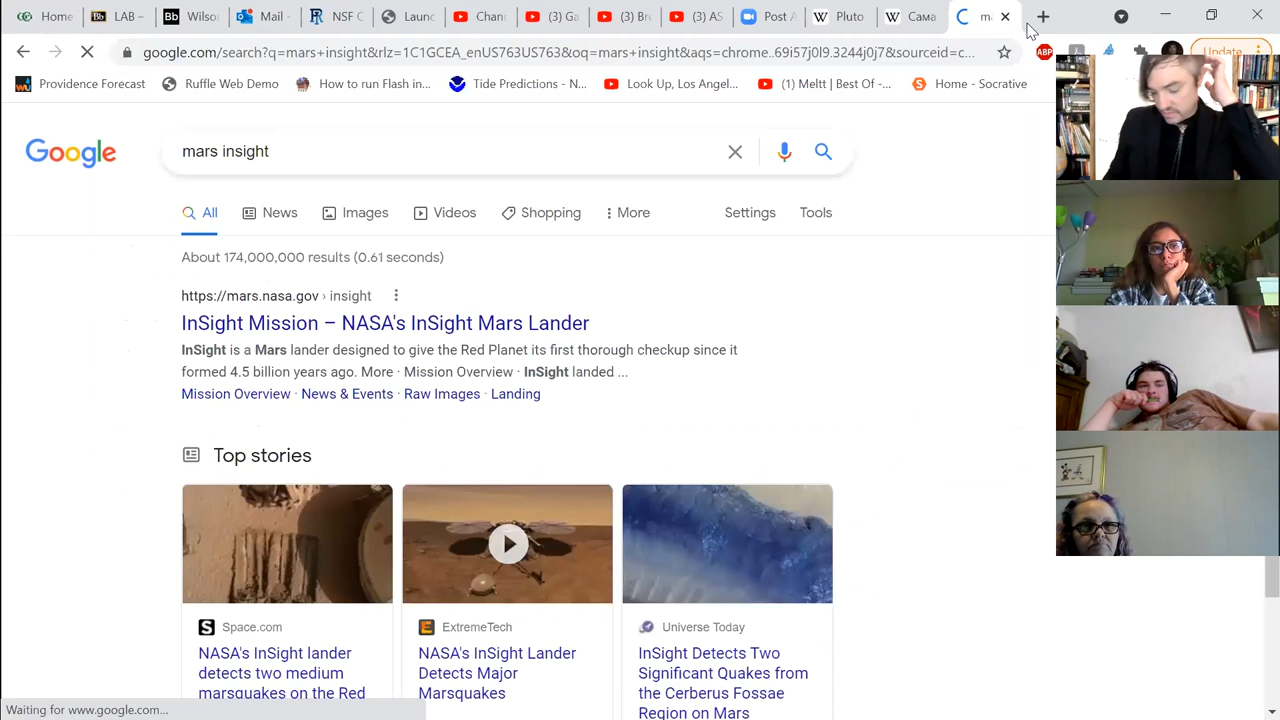 Home
LAB –
Wilso
Mail -
NSF C
Launc
Chan
(3) Ga
(3) Bre
(3) AS
Post A
Pluto
Сама
google.com/search?q=mars+insight&rlz=1C1GCEA_enUS763US763&oq=mars+insight&aqs=chrome..69i57j0l9.3244j0j7&sourceid=c...
ABP
Update
Providence Forecast
Ruffle Web Demo
How to Run Flash in...
Tide Predictions - N...
Look Up, Los Angel...
(1) Meltt | Best Of -...
Home - Socrative
Google
mars insight
All
News
Images
Videos
Shopping
More
Settings
Tools
About 174,000,000 results (0.61 seconds)
https://mars.nasa.gov › insight
InSight Mission – NASA's InSight Mars Lander
InSight is a Mars lander designed to give the Red Planet its first thorough checkup since it
formed 4.5 billion years ago. More · Mission Overview · InSight landed ...
Mission Overview · News & Events · Raw Images · Landing
Top stories
Space.com
NASA's InSight lander
detects two medium
marsquakes on the Red
ExtremeTech
NASA's InSight Lander
Detects Major
Marsquakes
Universe Today
InSight Detects Two
Significant Quakes from
the Cerberus Fossae
Region on Mars
Waiting for www.google.com...